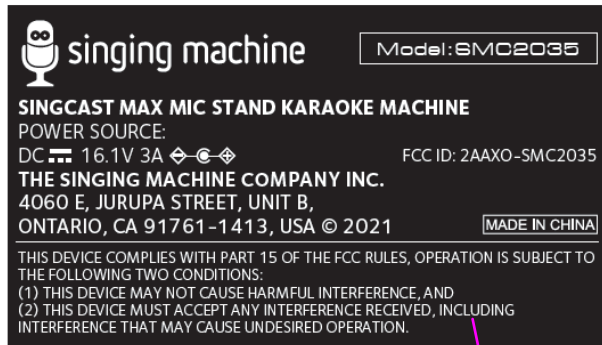 singing machine
Model:SMC2035
SINGCAST MAX MIC STAND KARAOKE MACHINE
POWER SOURCE:
DC 16.1V 3A
FCC ID: 2AAXO-SMC2035
THE SINGING MACHINE COMPANY INC.
4060 E, JURUPA STREET, UNIT B,
ONTARIO, CA 91761-1413, USA © 2021
MADE IN CHINA
THIS DEVICE COMPLIES WITH PART 15 OF THE FCC RULES, OPERATION IS SUBJECT TO
THE FOLLOWING TWO CONDITIONS:
(1) THIS DEVICE MAY NOT CAUSE HARMFUL INTERFERENCE, AND
(2) THIS DEVICE MUST ACCEPT ANY INTERFERENCE RECEIVED, INCLUDING
INTERFERENCE THAT MAY CAUSE UNDESIRED OPERATION.